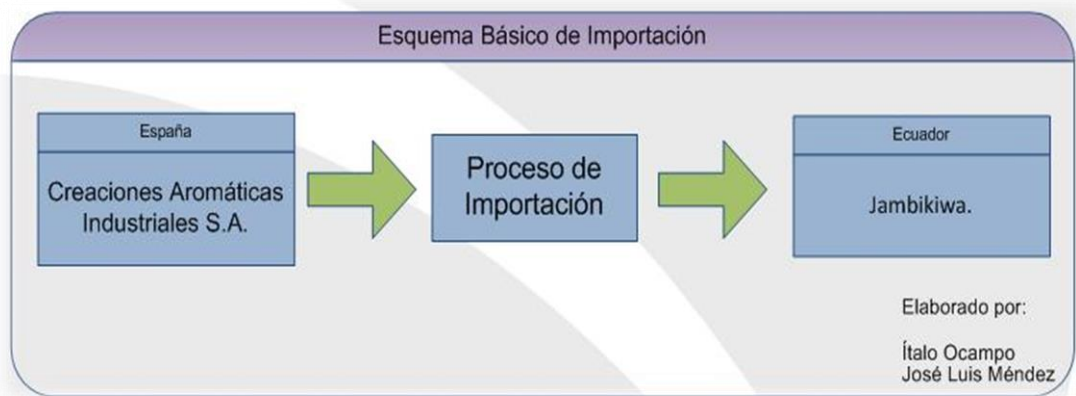 Esquema Básico de Importación
España
Creaciones Aromáticas
Industriales S.A.
Proceso de
Importación
Ecuador
Jambikiwa.
Elaborado por:
Ítalo Ocampo
José Luis Méndez